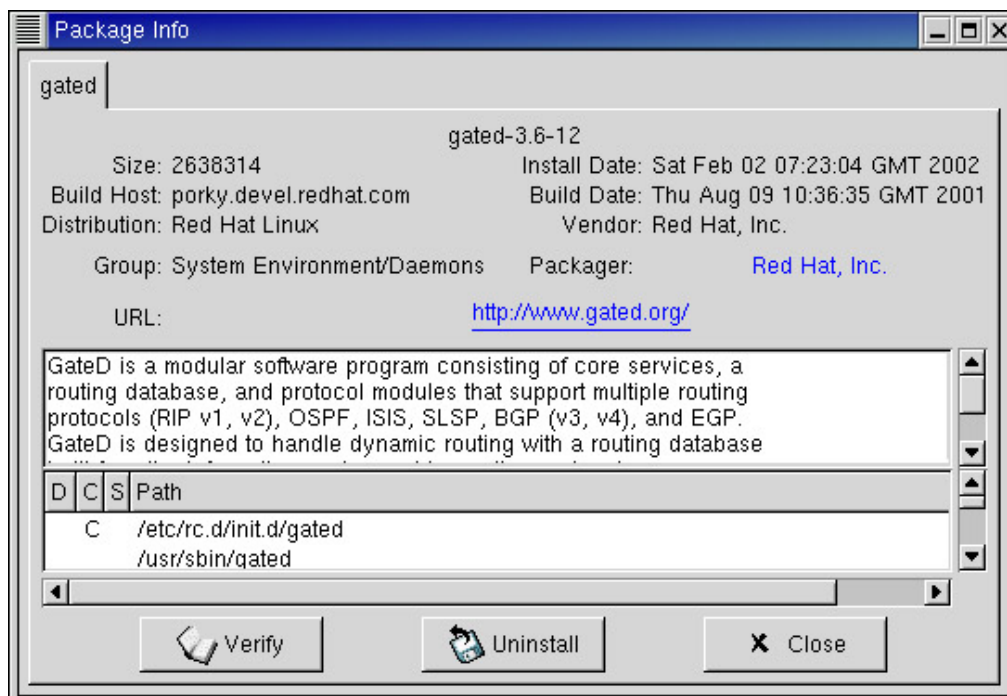 Package Info
gated
gated-3.6-12
Size: 2638314 Install Date: Sat Feb 02 07:23:04 GMT 2002
Build Host: porky.devel.redhat.com Build Date: Thu Aug 09 10:36:35 GMT 2001
Distribution: Red Hat Linux Vendor: Red Hat, Inc.
Group: System Environment/Daemons Packager: Red Hat, Inc.
URL: http://www.gated.org/
GateD is a modular software program consisting of core services, a
routing database, and protocol modules that support multiple routing
protocols (RIP v1, v2), OSPF, ISIS, SLSP, BGP (v3, v4), and EGP.
GateD is designed to handle dynamic routing with a routing database
D C S Path
C /etc/rc.d/init.d/gated
/usr/sbin/gated
Verify Uninstall Close